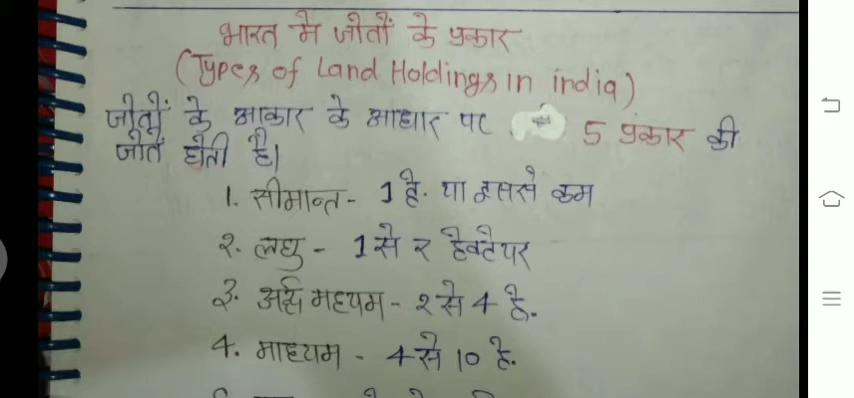 भारत में जोतों के प्रकार
(Types of Land Holdings in india)
जोतों के आकार के आधार पर 5 प्रकार की
जोतें होती है।
1. सीमान्त - 1 है. या इससे कम
2. लघु - 1 से 2 हैक्टेयर
3. अर्द्ध मध्यम - 2 से 4 है.
4. माध्यम - 4 से 10 है.